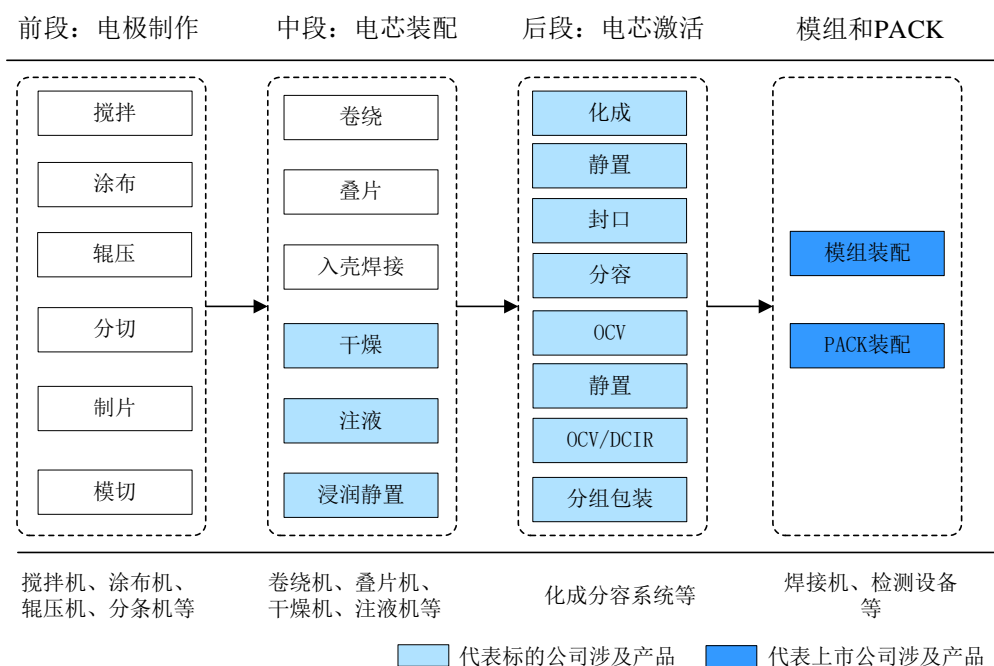 前段：电极制作
中段：电芯装配
后段：电芯激活
模组和PACK
搅拌
涂布
辊压
分切
制片
模切
卷绕
叠片
入壳焊接
干燥
注液
浸润静置
化成
静置
封口
分容
OCV
静置
OCV/DCIR
分组包装
模组装配
PACK装配
搅拌机、涂布机、
辊压机、分条机等
卷绕机、叠片机、
干燥机、注液机等
化成分容系统等
焊接机、检测设备
等
代表标的公司涉及产品
代表上市公司涉及产品